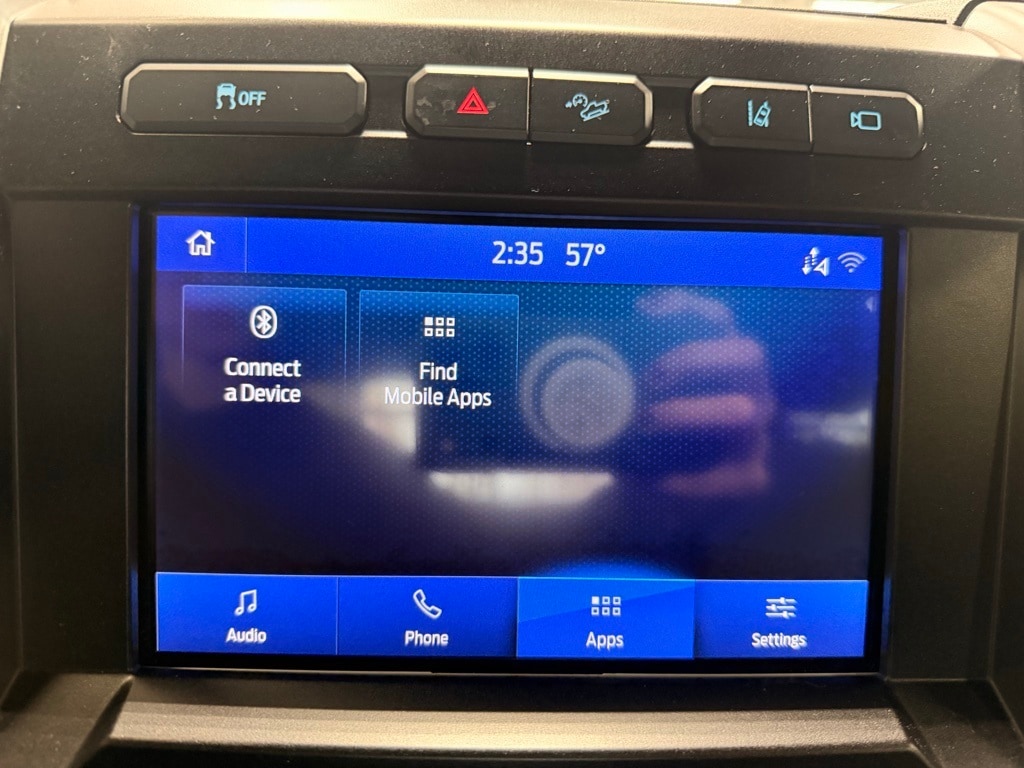 OFF
2:35 57°
Connect
a Device
Find
Mobile Apps
Audio
Phone
Apps
Settings